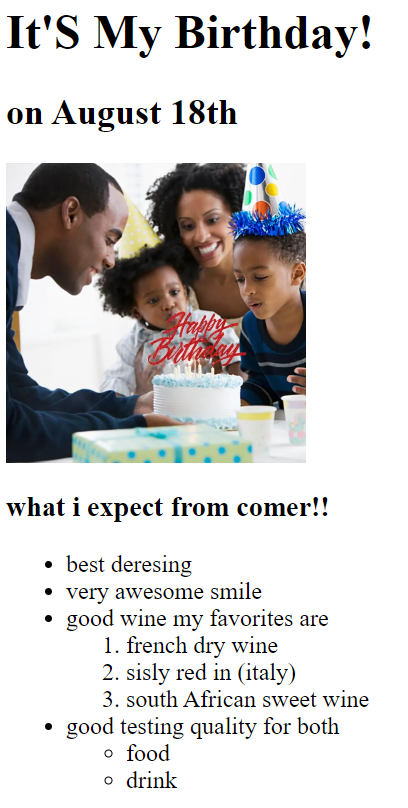 It'S My Birthday!
on August 18th
Happy
Birthday
what i expect from comer!!
best deresing
very awesome smile
good wine my favorites are
1. french dry wine
2. sisly red in (italy)
3. south African sweet wine
good testing quality for both
food
drink